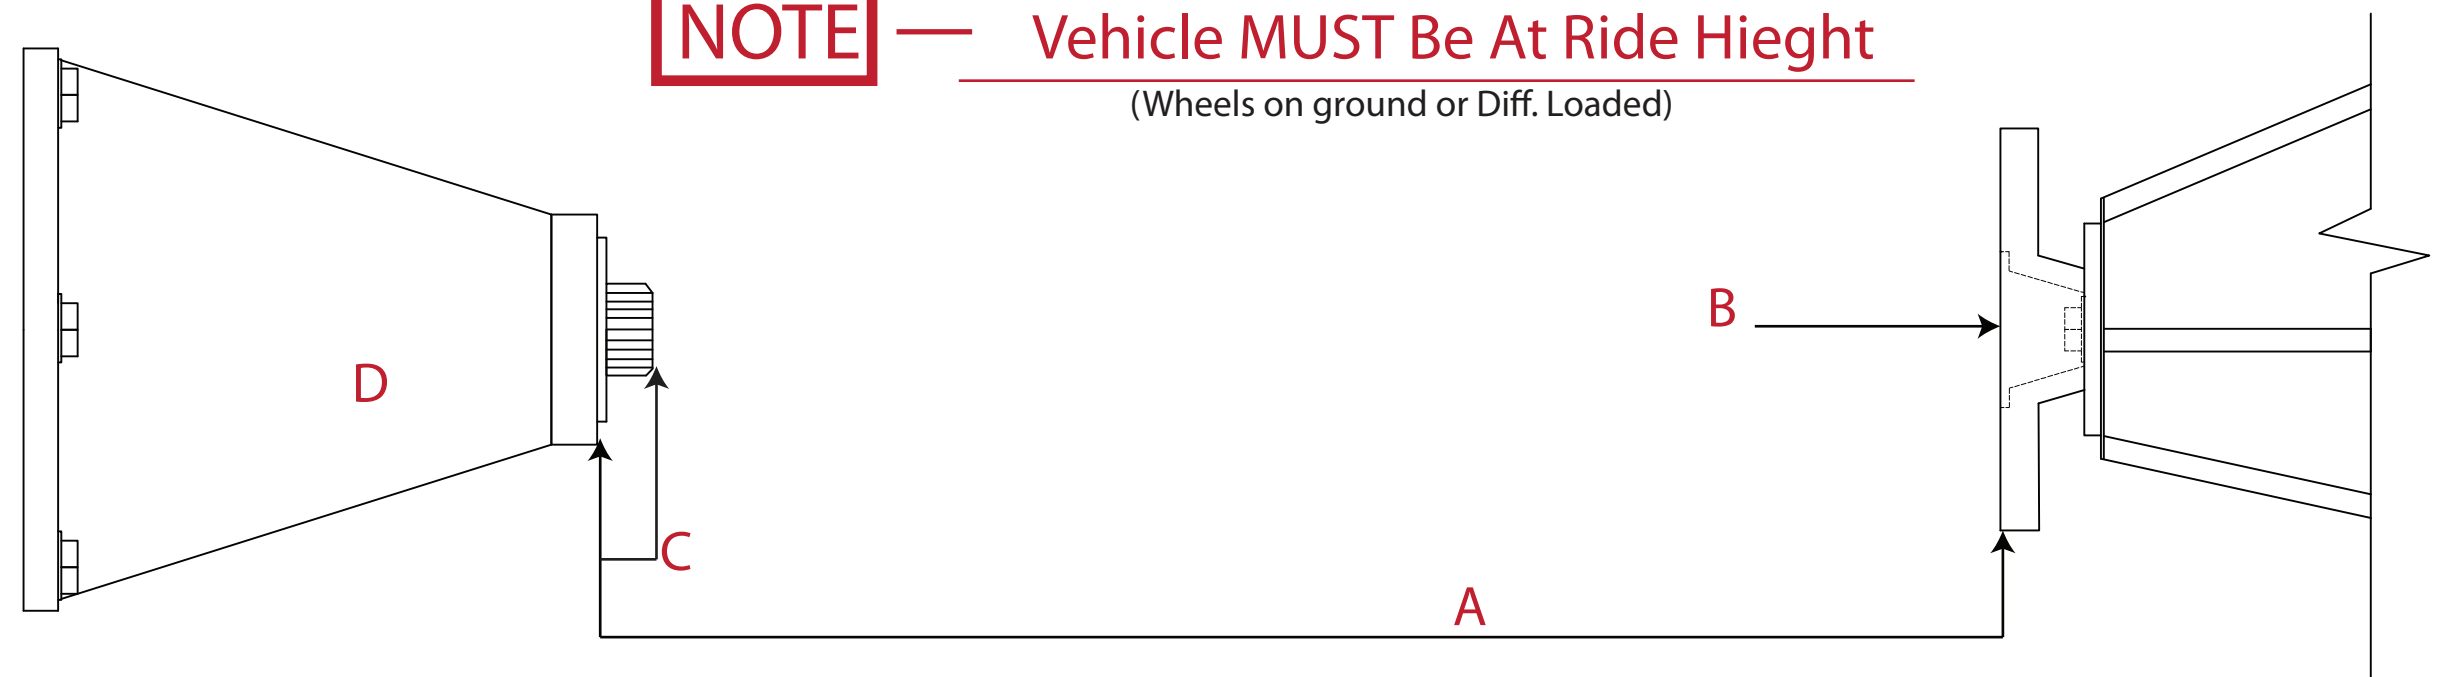 NOTE — Vehicle MUST Be At Ride Hieght
(Wheels on ground or Diff. Loaded)
B
D
C
A